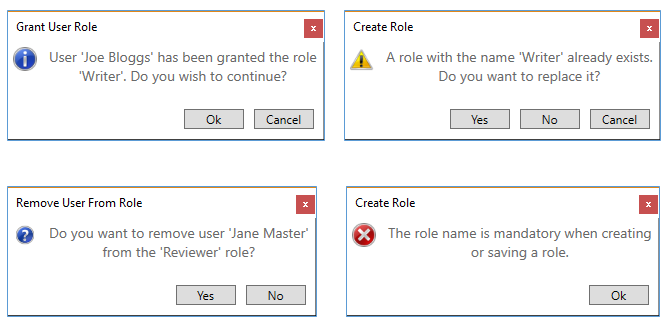 Grant User Role
x
User 'Joe Bloggs' has been granted the role
'Writer'. Do you wish to continue?
Ok
Cancel
Create Role
x
A role with the name 'Writer' already exists.
Do you want to replace it?
Yes
No
Cancel
Remove User From Role
x
Do you want to remove user 'Jane Master'
from the 'Reviewer' role?
Yes
No
Create Role
x
The role name is mandatory when creating
or saving a role.
Ok